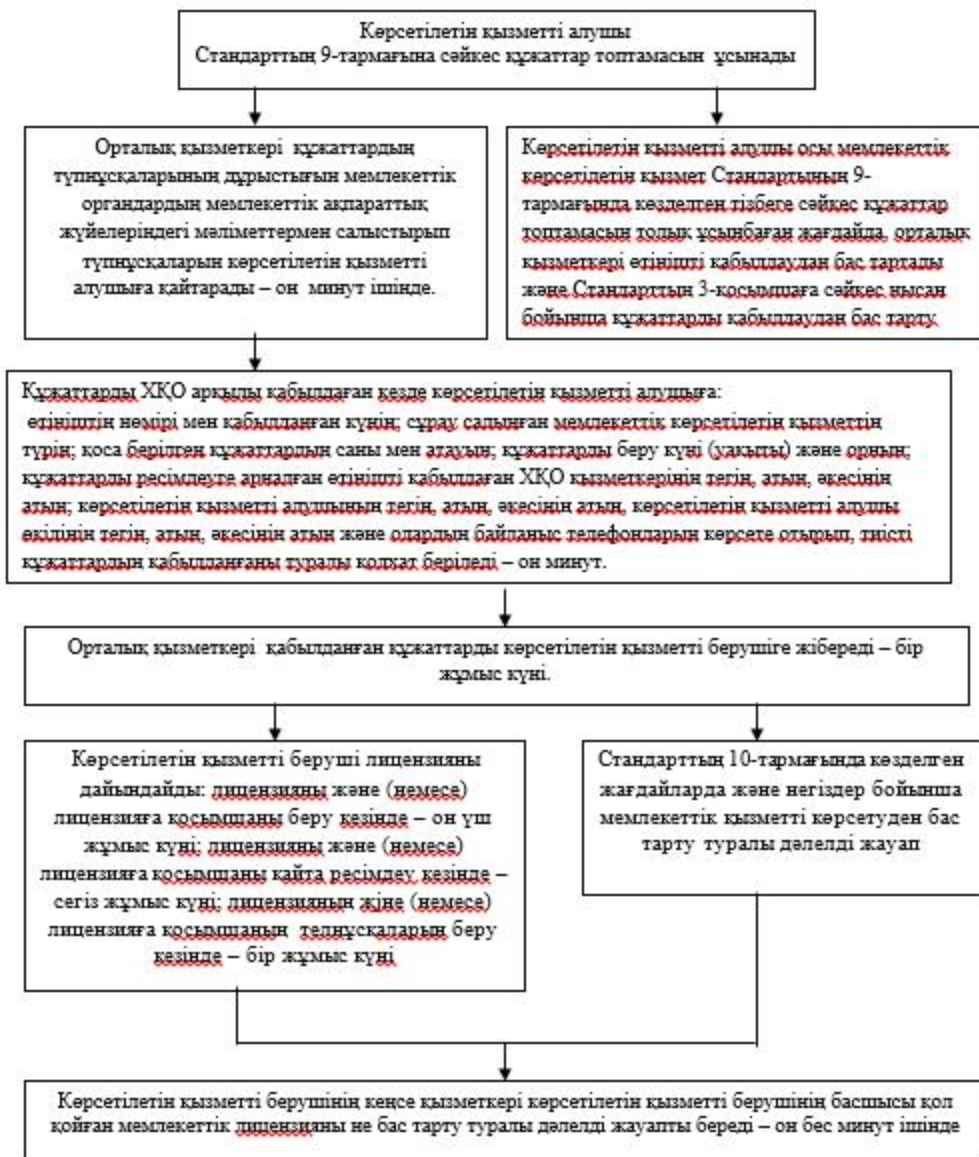 Көрсетілетін қызметті алушы
Стандарттың 9-тармағына сәйкес құжаттар топтамасын ұсынады
Орталық қызметкері құжаттардың
түпнұсқаларының дұрыстығын мемлекеттік
органдардың мемлекеттік ақпараттық
жүйелеріндегі мәліметтермен салыстырып
түпнұсқаларын көрсетілетін қызметті
алушыға қайтарады – он минут ішінде.
Көрсетілетін қызметті алушы осы мемлекеттік
көрсетілетін қызмет Стандартының 9-
тармағында көзделген тізбеге сәйкес құжаттар
топтамасын толық ұсынбаған жағдайда, орталық
қызметкері өтінішті қабылдаудан бас тартады
және Стандарттың 3-қосымшаға сәйкес нысан
бойынша құжаттарды қабылдаудан бас тарту
Құжаттарды ХҚО арқылы қабылдаған кезде көрсетілетін қызметті алушыға:
өтініштің нөмірі мен қабылданған күнін; сұрау салынған мемлекеттік көрсетілетін қызметтің
түрін; қоса берілген құжаттардың саны мен атауын; құжаттарды беру күні (уақыты) және орнын;
құжаттарды ресімдеуге арналған өтінішті қабылдаған ХҚО қызметкерінің тегін, атын, әкесінің
атын; көрсетілетін қызметті алушының тегін, атын, әкесінің атын, көрсетілетін қызметті алушы
өкілінің тегін, атын, әкесінің атын және олардың байланыс телефондарын көрсете отырып, тиісті
құжаттардың қабылданғаны туралы қолхат беріледі – он минут.
Орталық қызметкері қабылданған құжаттарды көрсетілетін қызметті берушіге жібереді – бір
жұмыс күні.
Көрсетілетін қызметті беруші лицензияны
дайындайды: лицензияны және (немесе)
лицензияға қосымшаны беру кезінде – он үш
жұмыс күні; лицензияны және (немесе)
лицензияға қосымшаны қайта ресімдеу кезінде –
сегіз жұмыс күні; лицензияның жіне (немесе)
лицензияға қосымшаның телнұсқаларын беру
кезінде – бір жұмыс күні
Стандарттың 10-тармағында көзделген
жағдайларда және негіздер бойынша
мемлекеттік қызметті көрсетуден бас
тарту туралы дәлелді жауап
Көрсетілетін қызметті берушінің кеңсе қызметкері көрсетілетін қызметті берушінің басшысы қол
қойған мемлекеттік лицензияны не бас тарту туралы дәлелді жауапты береді – он бес минут ішінде